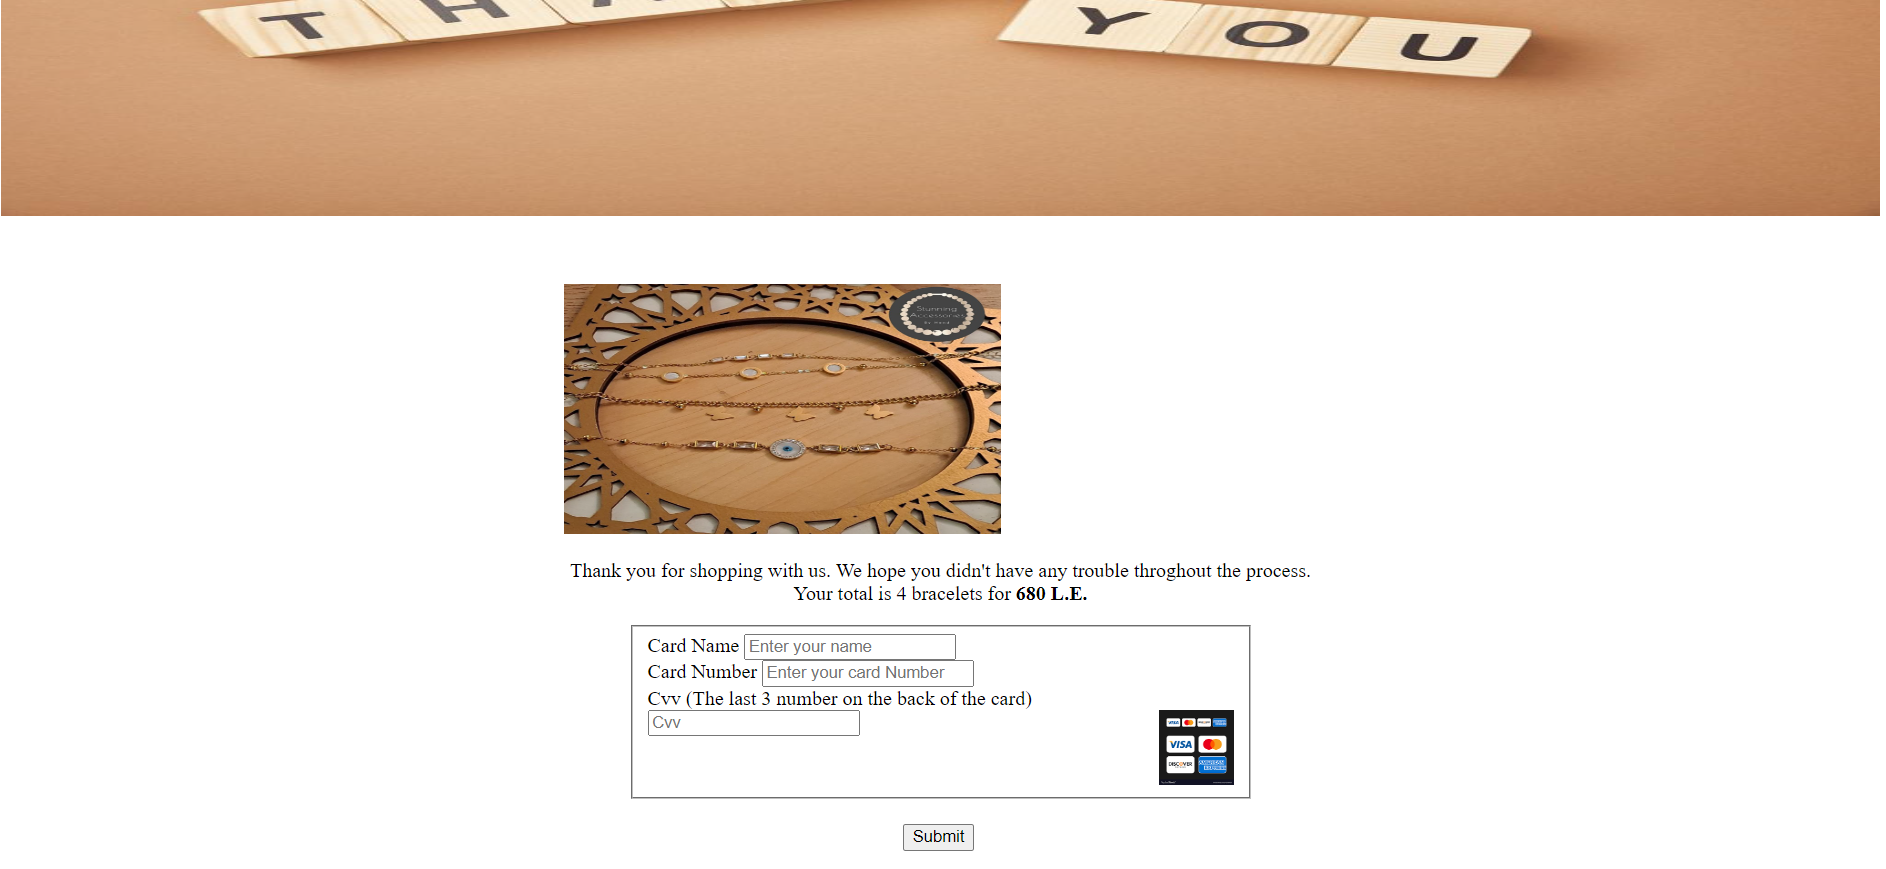 T H A
Y O U
Stunning
Accessories
Thank you for shopping with us. We hope you didn't have any trouble throghout the process.
Your total is 4 bracelets for 680 L.E.
Card Name Enter your name
Card Number Enter your card Number
Cvv (The last 3 number on the back of the card)
Cvv
VISA
VISA
DISCOVER
AMERICAN EXPRESS
Submit